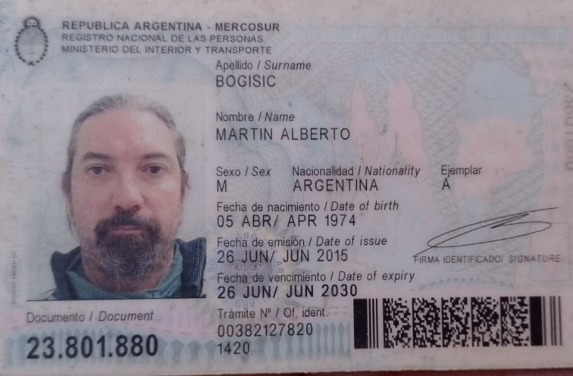 REPUBLICA ARGENTINA - MERCOSUR
REGISTRO NACIONAL DE LAS PERSONAS
MINISTERIO DEL INTERIOR Y TRANSPORTE
Apellido / Surname
BOGISIC
Nombre / Name
MARTIN ALBERTO
Sexo / Sex Nacionalidad / Nationality Ejemplar
M ARGENTINA A
Fecha de nacimiento / Date of birth
05 ABR/ APR 1974
Fecha de emisión / Date of issue
26 JUN/ JUN 2015
FIRMA IDENTIFICADO/ SIGNATURE
Fecha de vencimiento / Date of expiry
26 JUN/ JUN 2030
Documento / Document
23.801.880
Trámite Nº / Of. ident.
00382127820
1420